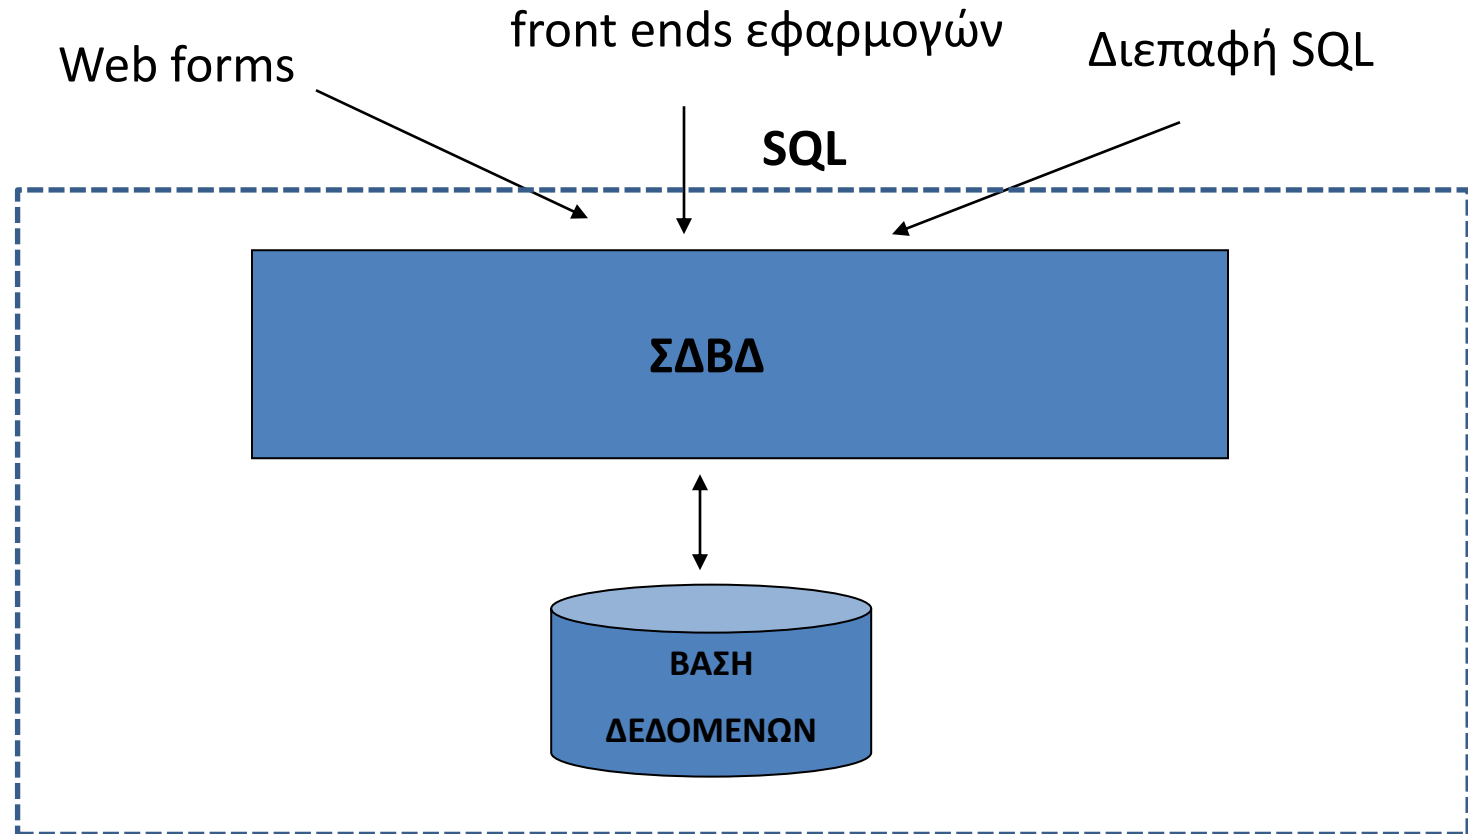 Web forms
front ends εφαρμογών
Διεπαφή SQL
SQL
ΣΔΒΔ
ΒΑΣΗ
ΔΕΔΟΜΕΝΩΝ